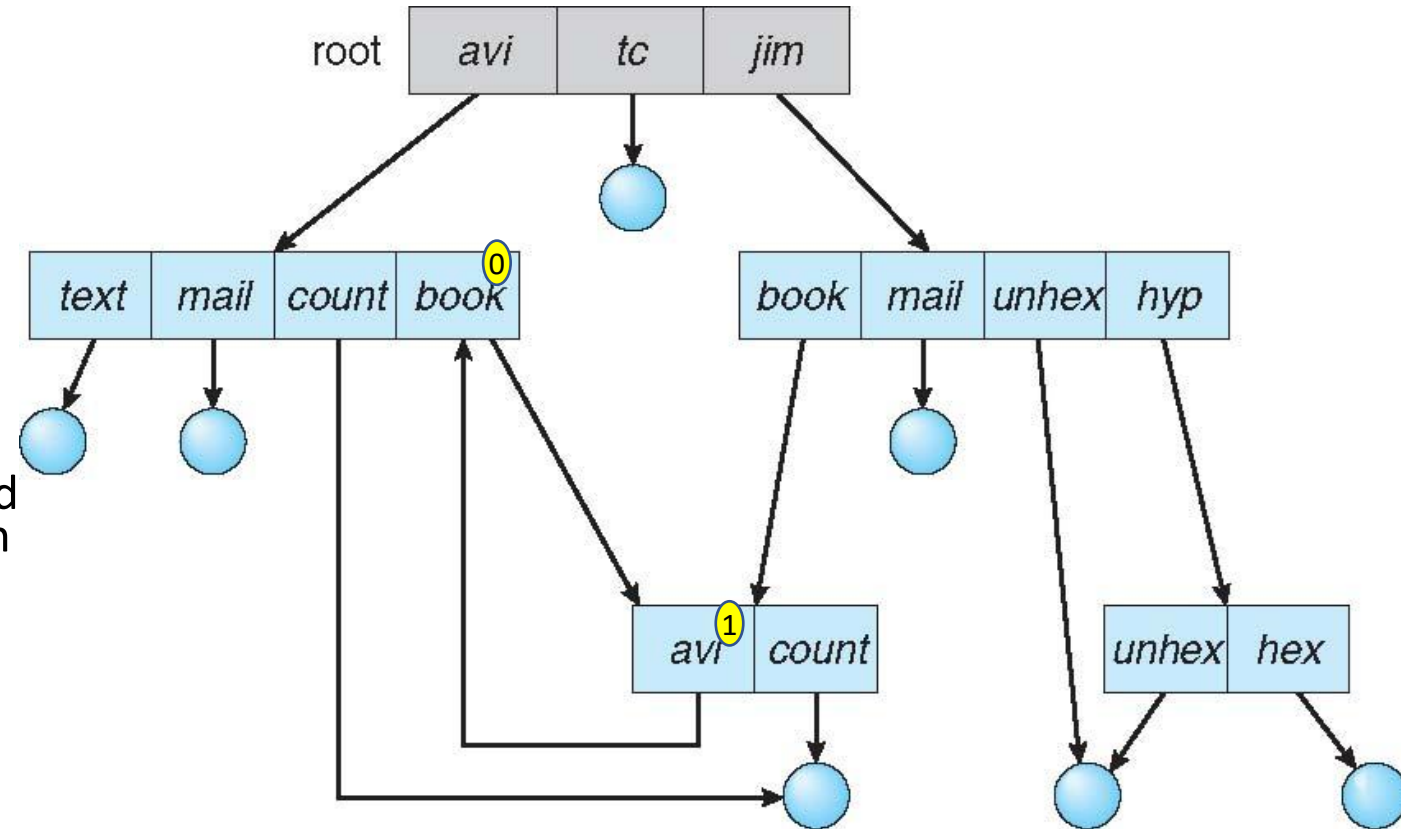 root avi tc jim
0
text mail count book book mail unhex hyp
d
n
1
avi count unhex hex